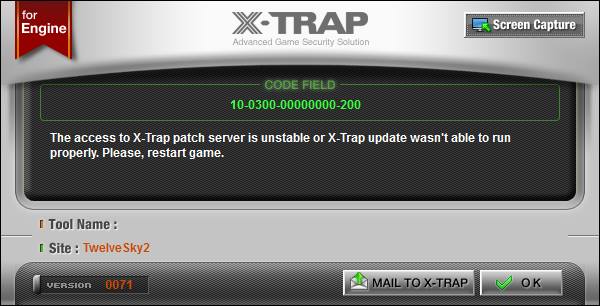 for
Engine
X-TRAP
Advanced Game Security Solution
Screen Capture
CODE FIELD
10-0300-00000000-200
The access to X-Trap patch server is unstable or X-Trap update wasn't able to run
properly. Please, restart game.
Tool Name :
Site : TwelveSky2
VERSION 0071
MAIL TO X-TRAP
OK